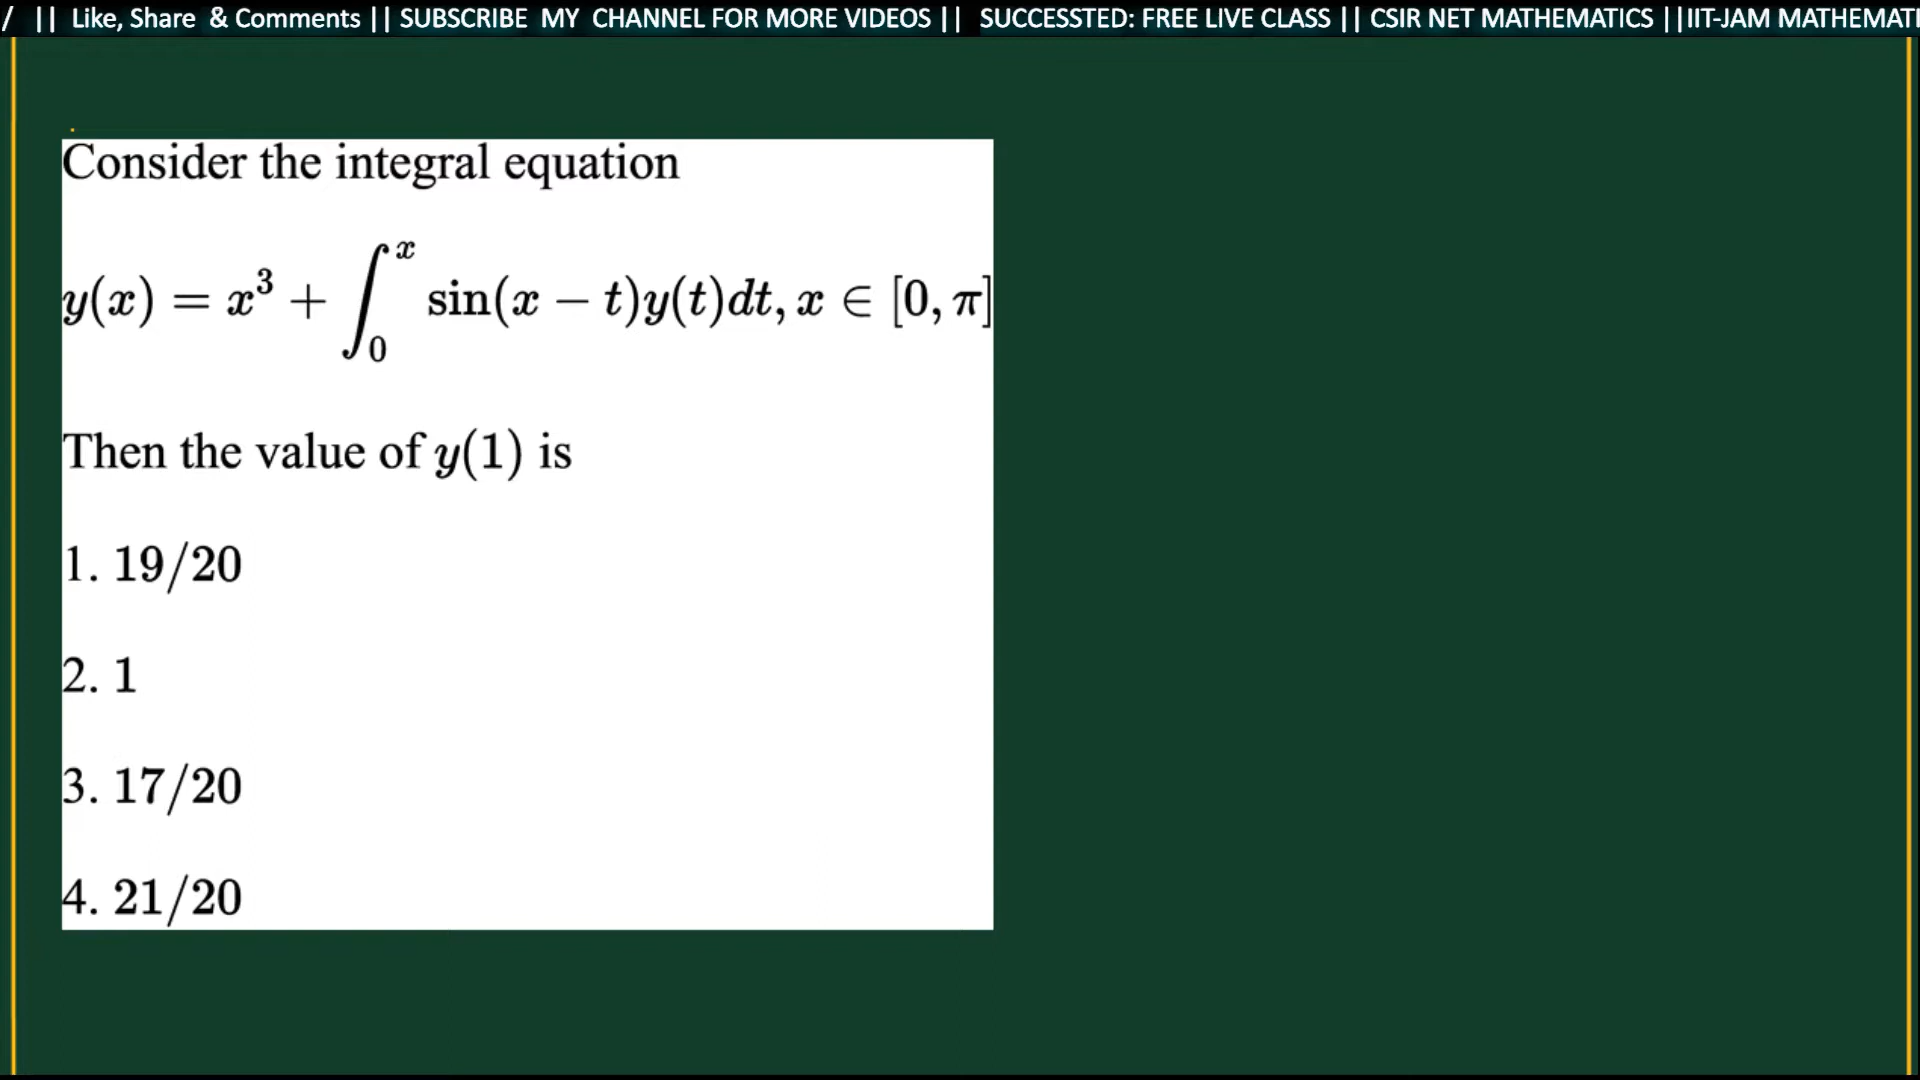 / || Like, Share & Comments || SUBSCRIBE MY CHANNEL FOR MORE VIDEOS || SUCCESSTED: FREE LIVE CLASS || CSIR NET MATHEMATICS ||IIT-JAM MATHEMATI
Consider the integral equation
y(x) = x³ + ∫₀ˣ sin(x − t)y(t)dt, x ∈ [0, π]
Then the value of y(1) is
1. 19/20
2. 1
3. 17/20
4. 21/20